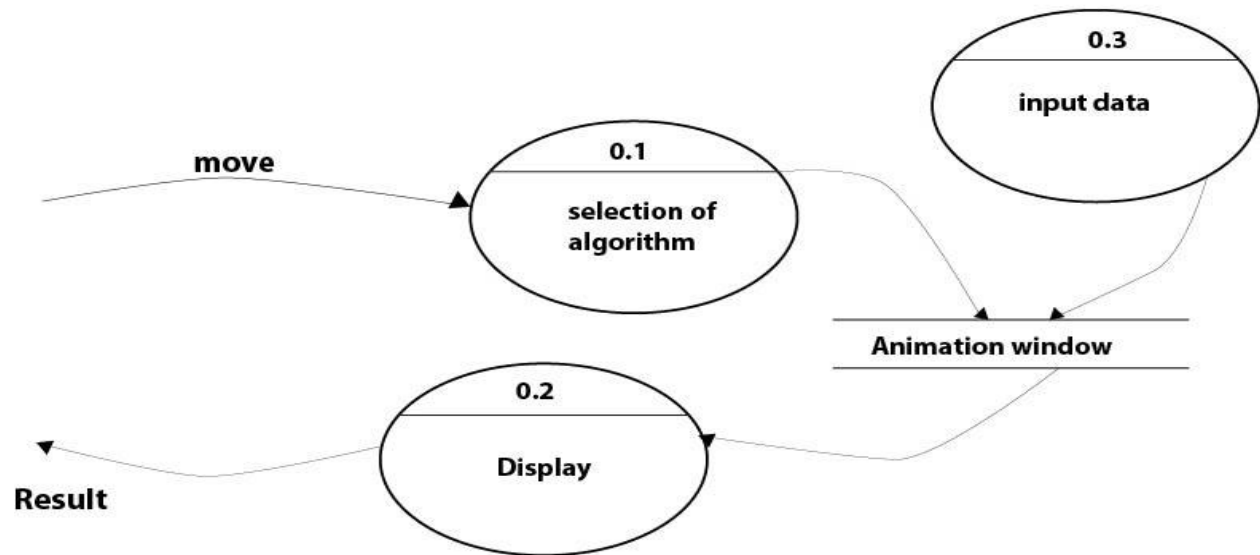 0.3
input data
move
0.1
selection of
algorithm
Animation window
0.2
Display
Result